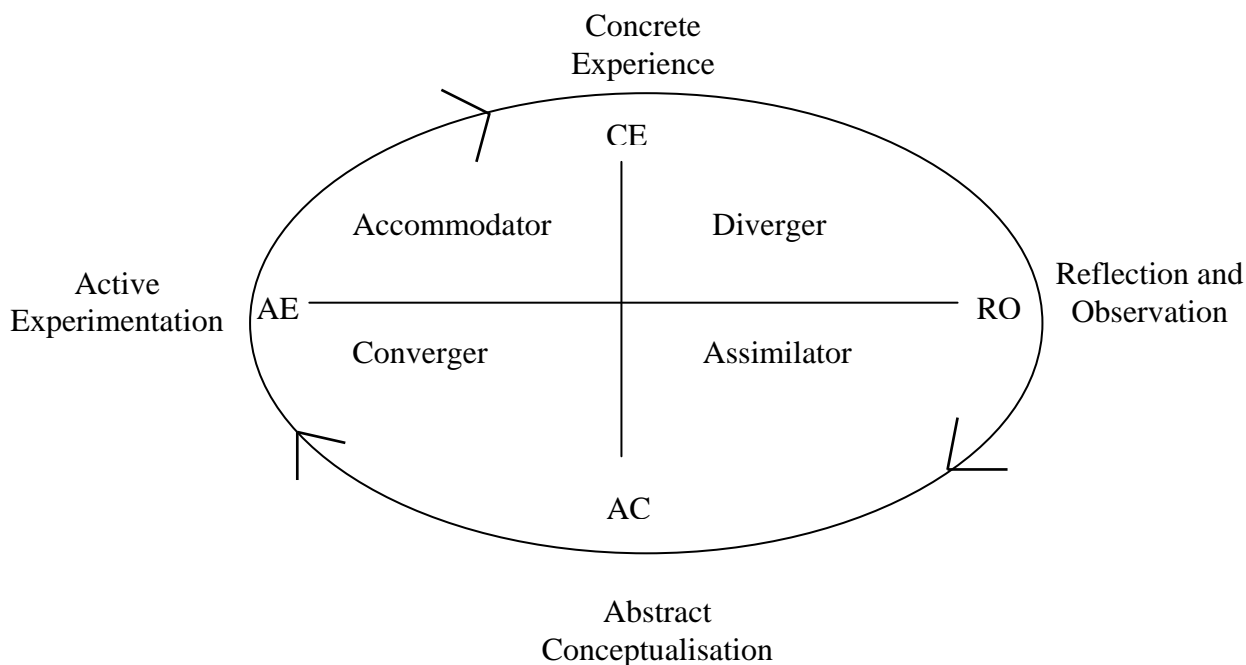 Concrete
Experience
CE
Accommodator
Diverger
Active
Experimentation
AE
RO
Reflection and
Observation
Converger
Assimilator
AC
Abstract
Conceptualisation